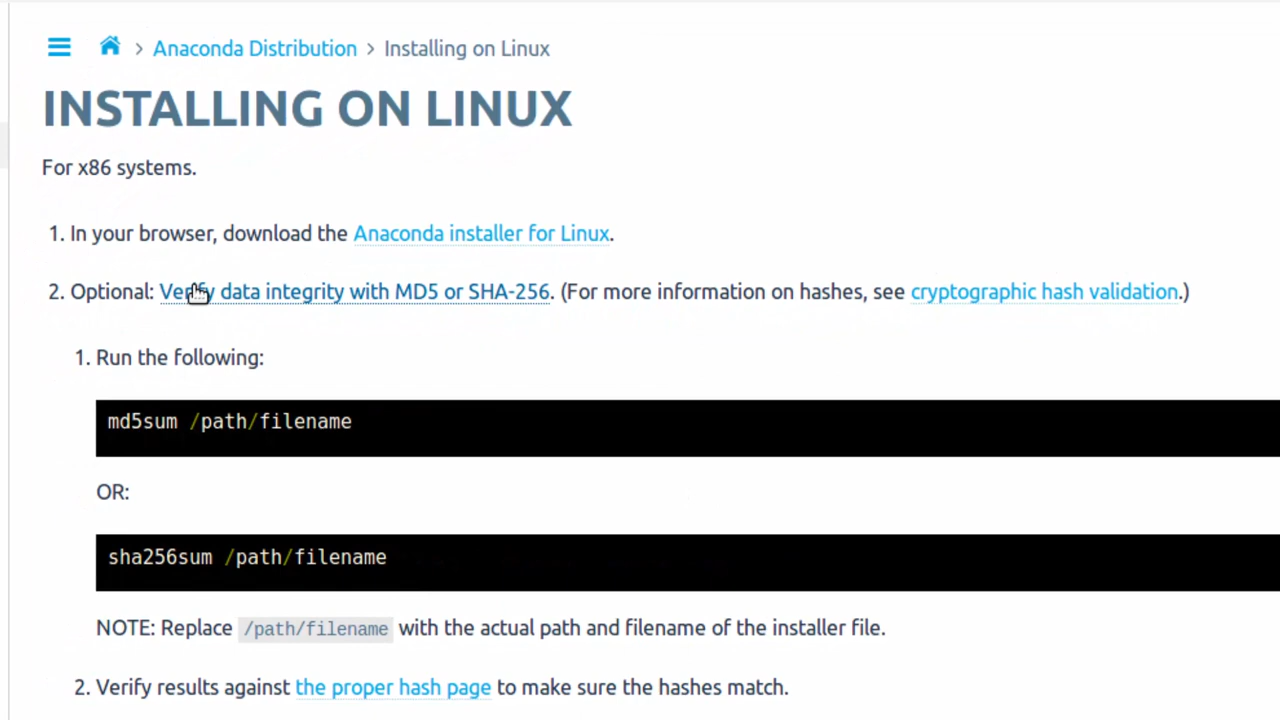 > Anaconda Distribution > Installing on Linux
INSTALLING ON LINUX
For x86 systems.
1. In your browser, download the Anaconda installer for Linux.
2. Optional: Verify data integrity with MD5 or SHA-256. (For more information on hashes, see cryptographic hash validation.)
1. Run the following:
md5sum /path/filename
OR:
sha256sum /path/filename
NOTE: Replace /path/filename with the actual path and filename of the installer file.
2. Verify results against the proper hash page to make sure the hashes match.